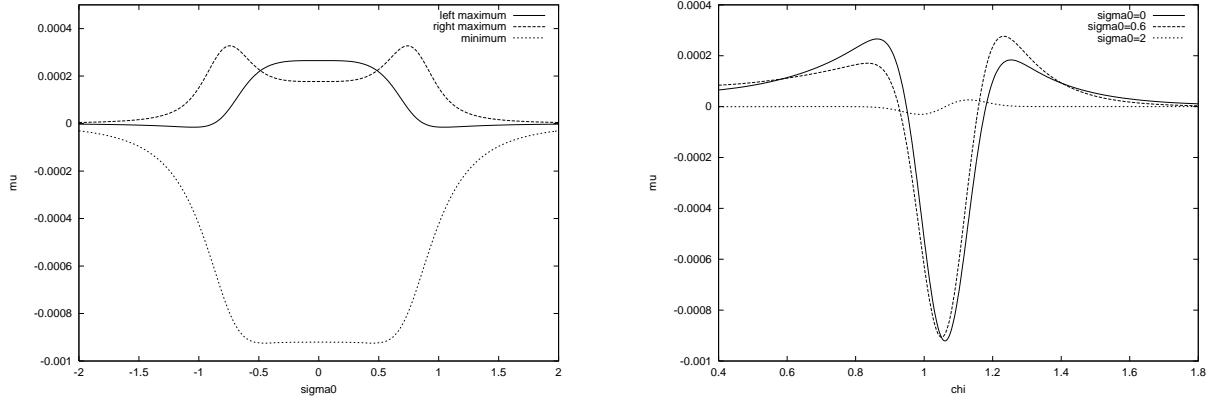 left maximum
right maximum
minimum
0.0004
0.0002
0
-0.0002
-0.0004
-0.0006
-0.0008
-0.001
mu
-2 -1.5 -1 -0.5 0 0.5 1 1.5 2
sigma0
sigma0=0
sigma0=0.6
sigma0=2
0.0004
0.0002
0
-0.0002
-0.0004
-0.0006
-0.0008
-0.001
mu
0.4 0.6 0.8 1 1.2 1.4 1.6 1.8
chi